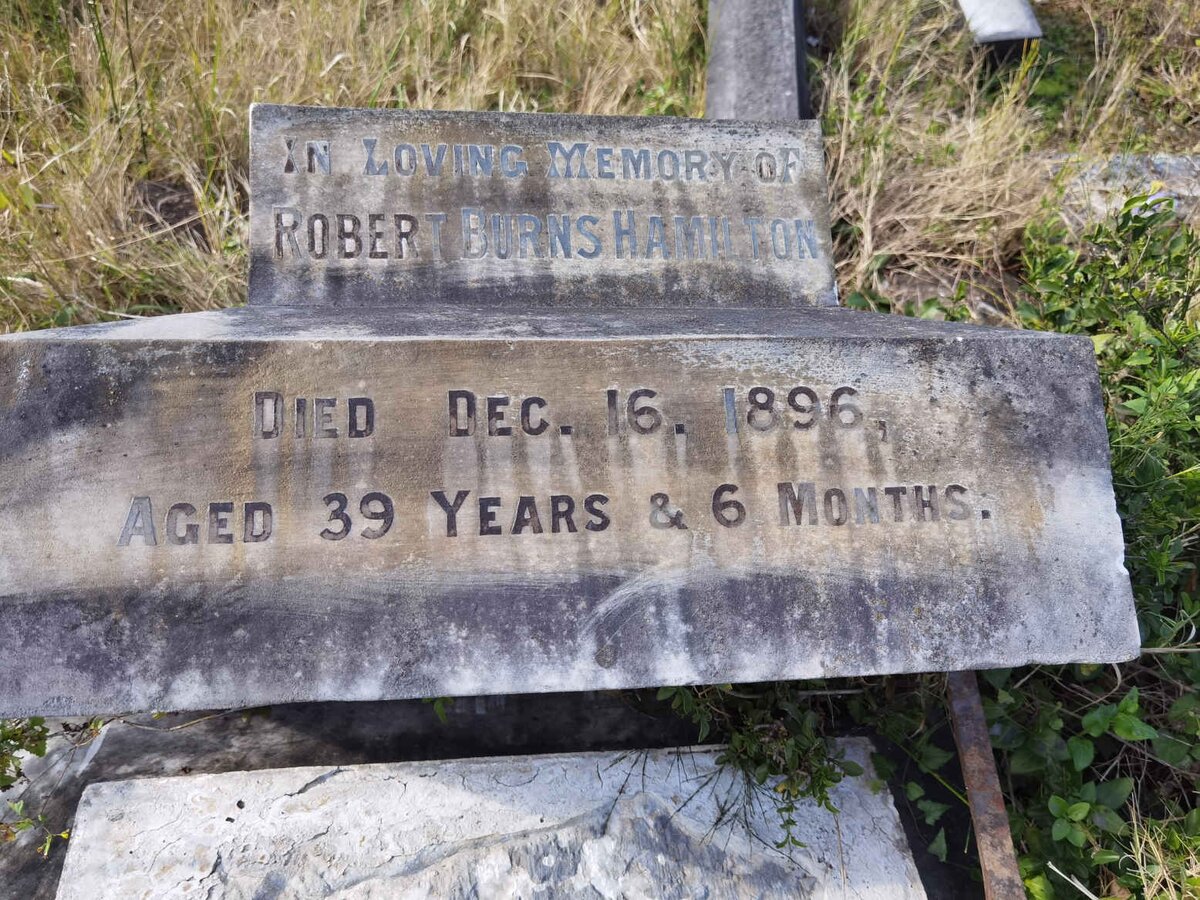 In Loving Memory of
Robert Burns Hamilton
Died Dec. 16. 1896,
Aged 39 Years & 6 Months.